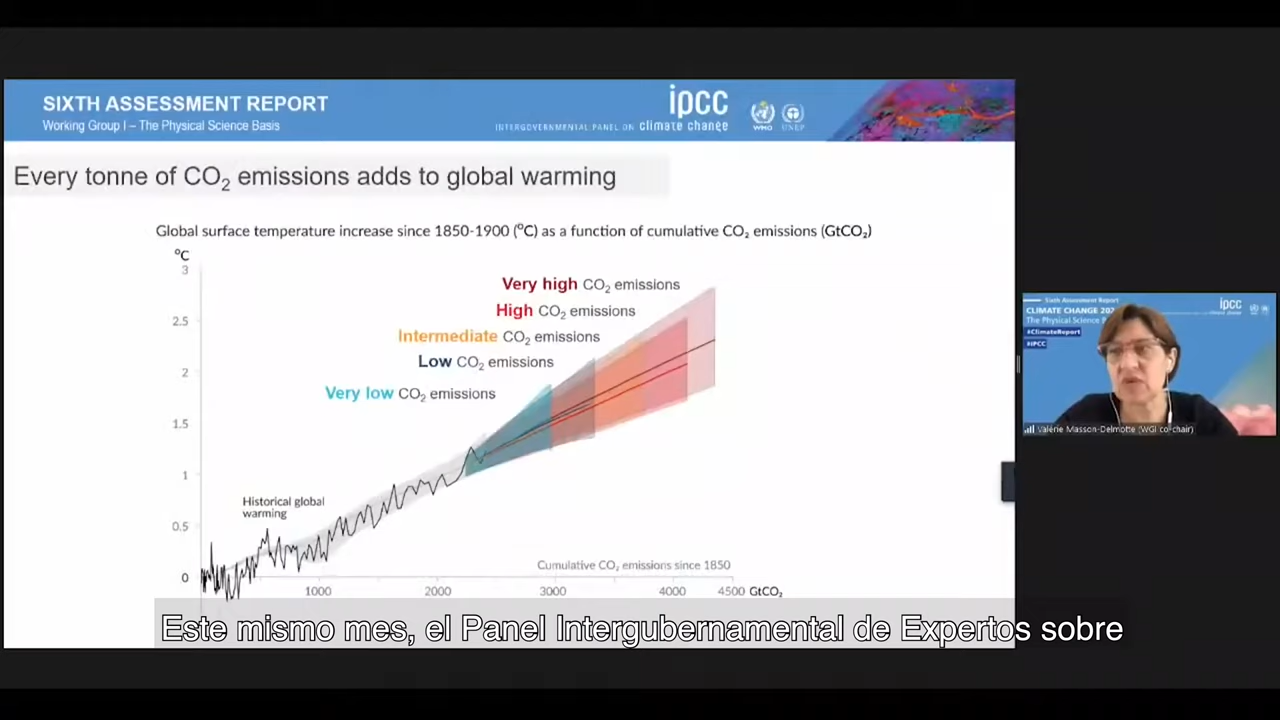 SIXTH ASSESSMENT REPORT
Working Group I – The Physical Science Basis
ipcc
INTERGOVERNMENTAL PANEL ON climate change
WMO
UNEP
Every tonne of CO₂ emissions adds to global warming
Global surface temperature increase since 1850-1900 (°C) as a function of cumulative CO₂ emissions (GtCO₂)
°C
3
2.5
2
1.5
1
0.5
0
Very high CO₂ emissions
High CO₂ emissions
Intermediate CO₂ emissions
Low CO₂ emissions
Very low CO₂ emissions
Historical global
warming
Cumulative CO₂ emissions since 1850
1000
2000
3000
4000
4500 GtCO₂
Sixth Assessment Report
CLIMATE CHANGE 202
The Physical Science
#ClimateReport
#IPCC
ipcc
Valérie Masson-Delmotte (WGI co-chair)
Este mismo mes, el Panel Intergubernamental de Expertos sobre